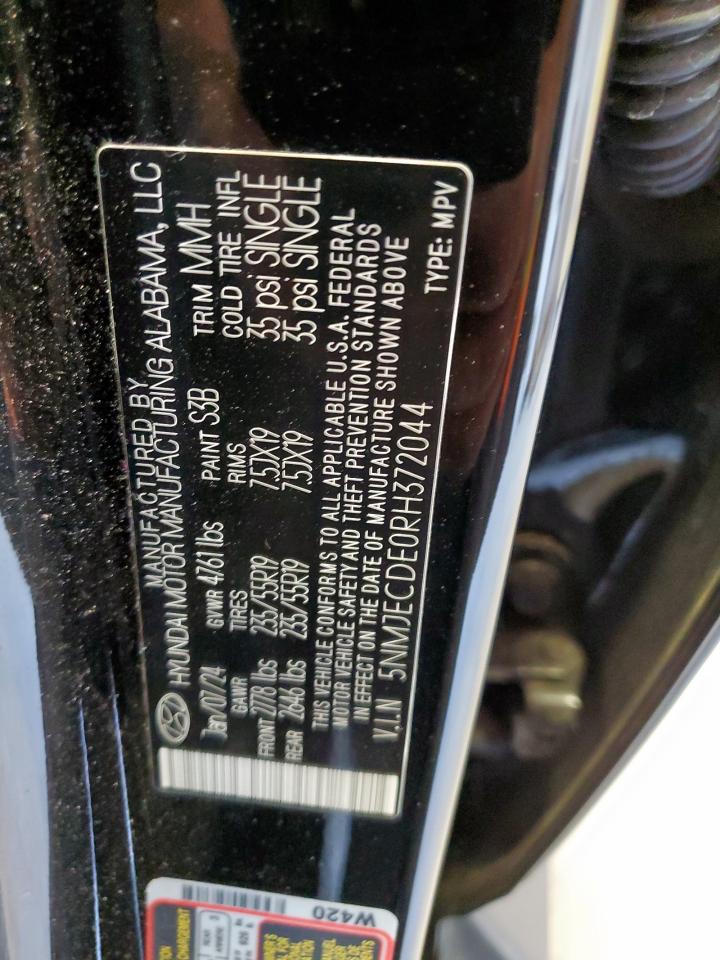 MANUFACTURED BY
HYUNDAI MOTOR MANUFACTURING ALABAMA, LLC
Jan/07/24 GVWR 4761 lbs PAINT S3B TRIM MMH
GAWR TIRES RIMS COLD TIRE INFL
FRONT 2778 lbs 235/55R19 7.5JX19 35 psi SINGLE
REAR 2646 lbs 235/55R19 7.5JX19 35 psi SINGLE
THIS VEHICLE CONFORMS TO ALL APPLICABLE U.S.A. FEDERAL
MOTOR VEHICLE SAFETY AND THEFT PREVENTION STANDARDS
IN EFFECT ON THE DATE OF MANUFACTURE SHOWN ABOVE
V.I.N 5NMJECDE0RH372044 TYPE: MPV
W420